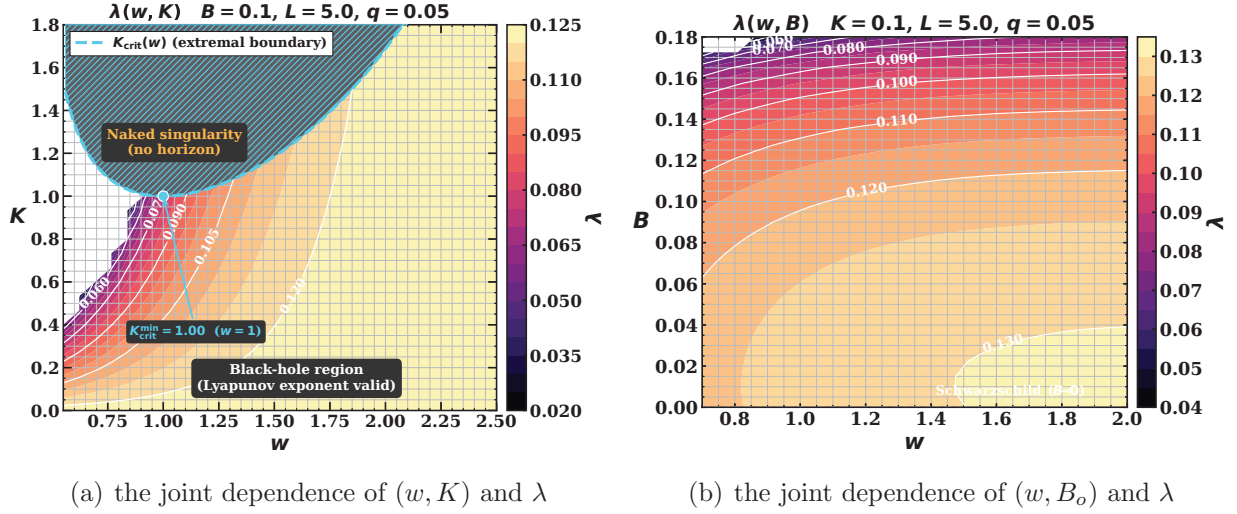 λ(w, K)   B = 0.1, L = 5.0, q = 0.05
K_crit(w) (extremal boundary)
Naked singularity
(no horizon)
K_crit^min = 1.00 (w = 1)
Black-hole region
(Lyapunov exponent valid)
0.060
0.07
0.090
0.105
0.120
1.8
1.6
1.4
1.2
1.0
0.8
0.6
0.4
0.2
0.0
K
0.75 1.00 1.25 1.50 1.75 2.00 2.25 2.50
w
0.125
0.110
0.095
0.080
0.065
0.050
0.035
0.020
λ
λ(w, B)   K = 0.1, L = 5.0, q = 0.05
0.060
0.070
0.080
0.090
0.100
0.110
0.120
0.130
Schwarzschild (B=0)
0.18
0.16
0.14
0.12
0.10
0.08
0.06
0.04
0.02
0.00
B
0.8 1.0 1.2 1.4 1.6 1.8 2.0
w
0.13
0.12
0.11
0.10
0.09
0.08
0.07
0.06
0.05
0.04
λ
(a) the joint dependence of (w, K) and λ
(b) the joint dependence of (w, B_o) and λ